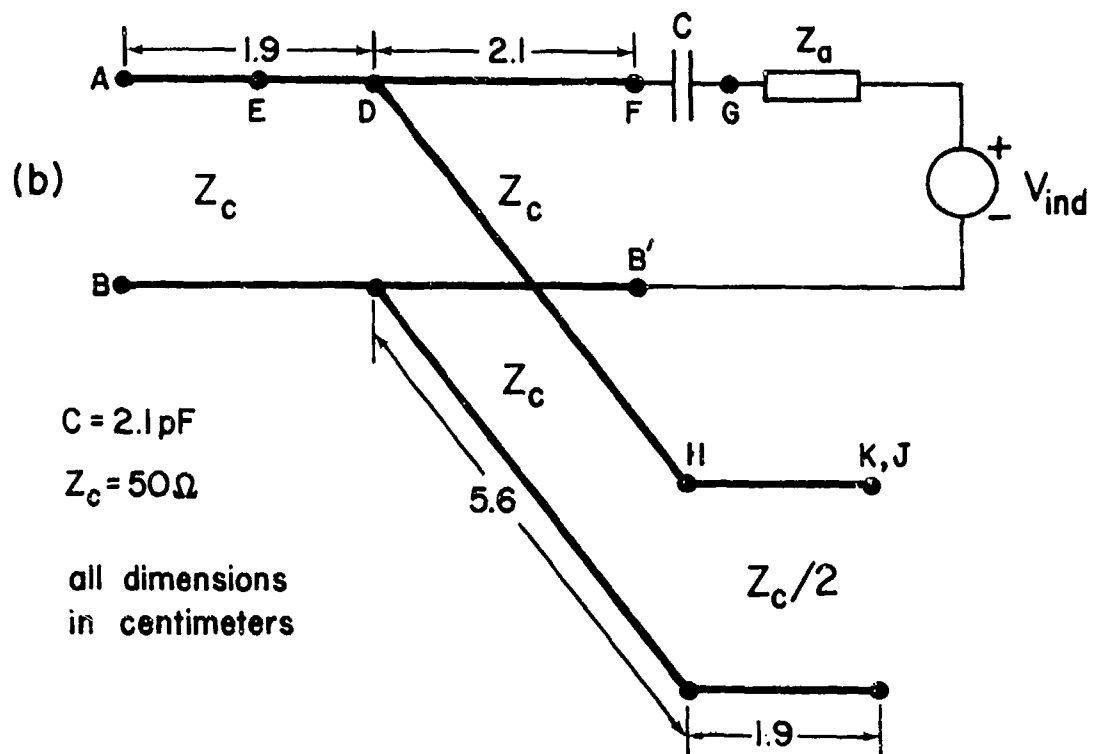 1.9
2.1
C
Z_a
A
E
D
F
G
(b)
Z_c
Z_c
+
−
V_ind
B
B′
Z_c
C = 2.1 pF
Z_c = 50Ω
H
K, J
5.6
all dimensions
in centimeters
Z_c/2
1.9